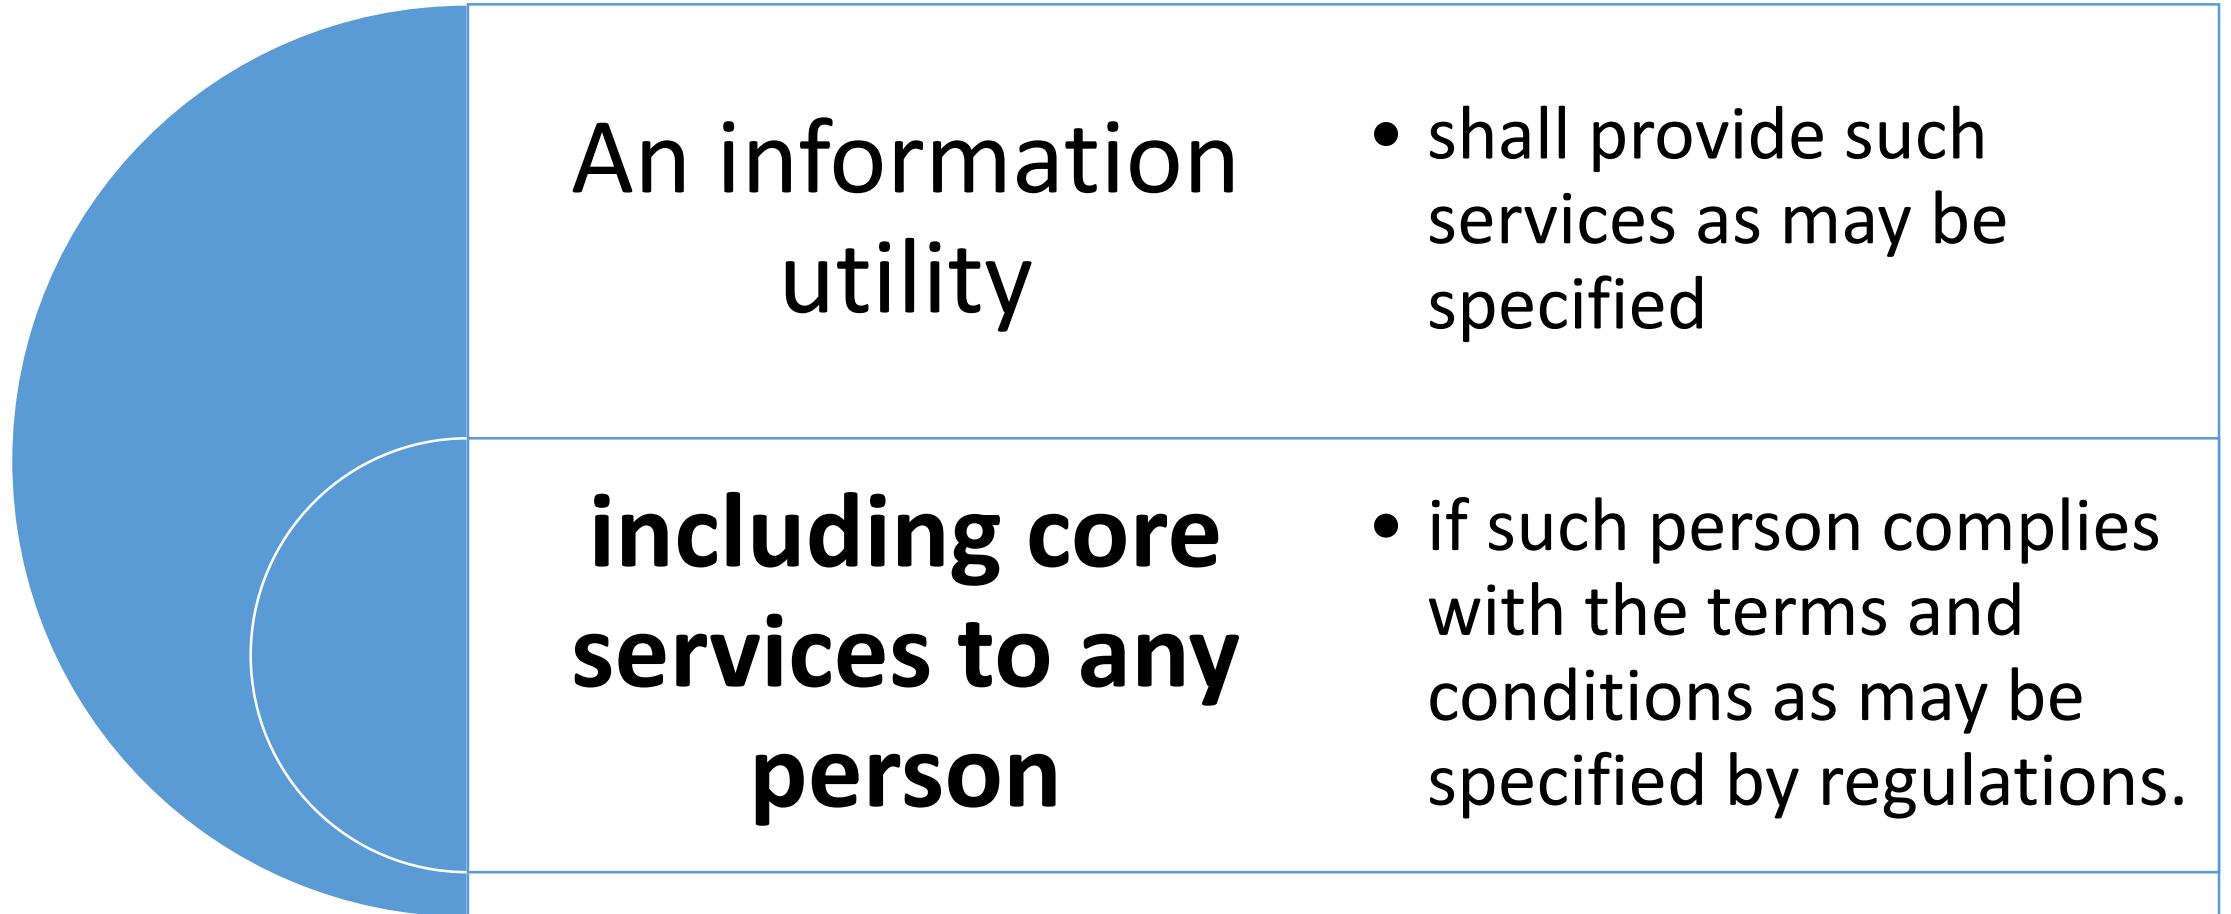 An information
utility
• shall provide such
services as may be
specified
including core
services to any
person
• if such person complies
with the terms and
conditions as may be
specified by regulations.